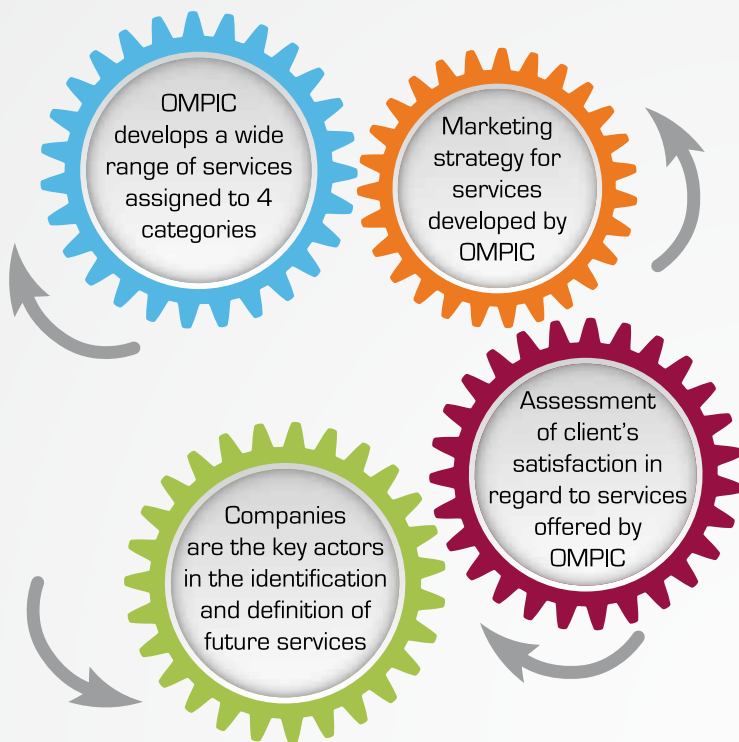 OMPIC
develops a wide
range of services
assigned to 4
categories
Marketing
strategy for
services
developed by
OMPIC
Assessment
of client's
satisfaction in
regard to services
offered by
OMPIC
Companies
are the key actors
in the identification
and definition of
future services